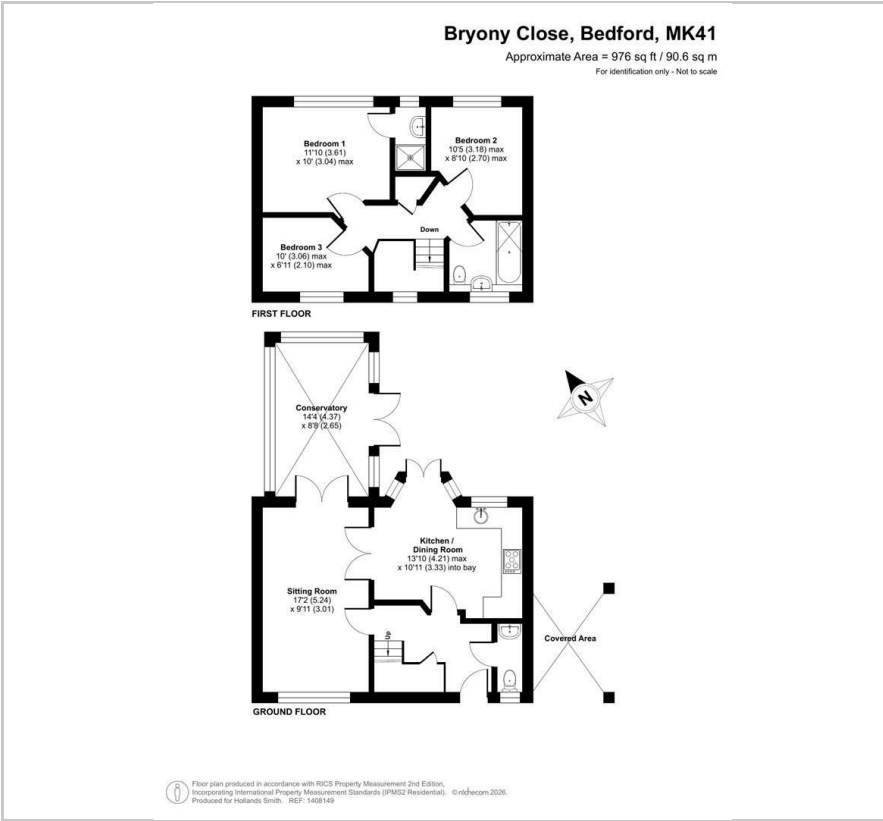 Bryony Close, Bedford, MK41
Approximate Area = 976 sq ft / 90.6 sq m
For identification only - Not to scale
Bedroom 1
11'10 (3.61)
x 10' (3.04) max
Bedroom 2
10'5 (3.18) max
x 8'10 (2.70) max
Down
Bedroom 3
10' (3.06) max
x 6'11 (2.10) max
FIRST FLOOR
N
Conservatory
14'4 (4.37)
x 8'8 (2.65)
Kitchen /
Dining Room
13'10 (4.21) max
x 10'11 (3.33) into bay
Sitting Room
17'2 (5.24)
x 9'11 (3.01)
Up
Covered Area
GROUND FLOOR
Floor plan produced in accordance with RICS Property Measurement 2nd Edition,
Incorporating International Property Measurement Standards (IPMS2 Residential). ©nichecom 2026.
Produced for Hollands Smith. REF: 1408149